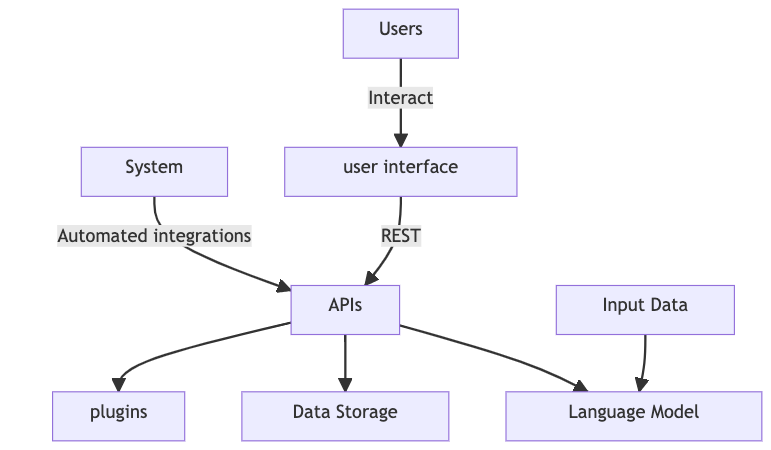 Users
Interact
System
user interface
Automated integrations
REST
APIs
Input Data
plugins
Data Storage
Language Model